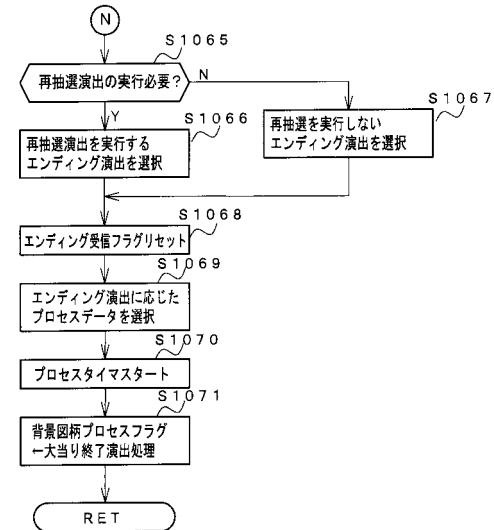 N
S1065
再抽選演出の実行必要?
N
Y
S1066
S1067
再抽選演出を実行する
エンディング演出を選択
再抽選を実行しない
エンディング演出を選択
S1068
エンディング受信フラグリセット
S1069
エンディング演出に応じた
プロセスデータを選択
S1070
プロセスタイマスタート
S1071
背景図柄プロセスフラグ
←大当り終了演出処理
RET